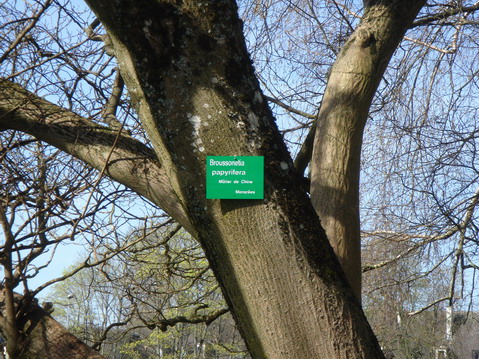 Broussonetia
papyrifera
Mûrier de Chine
Moracées